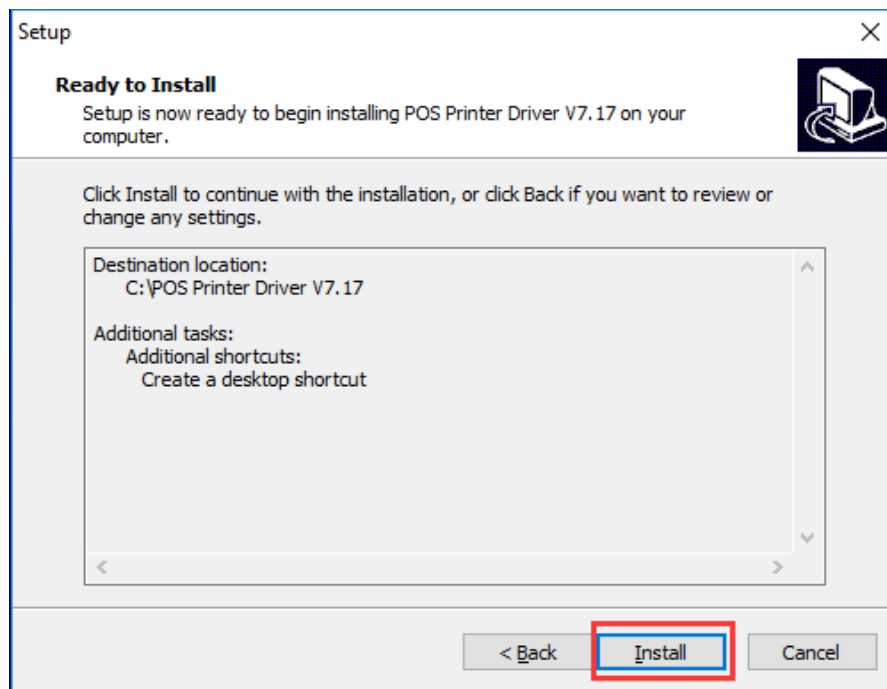 Setup
Ready to Install
Setup is now ready to begin installing POS Printer Driver V7.17 on your
computer.
Click Install to continue with the installation, or click Back if you want to review or
change any settings.
Destination location:
C:\POS Printer Driver V7.17
Additional tasks:
Additional shortcuts:
Create a desktop shortcut
< Back
Install
Cancel